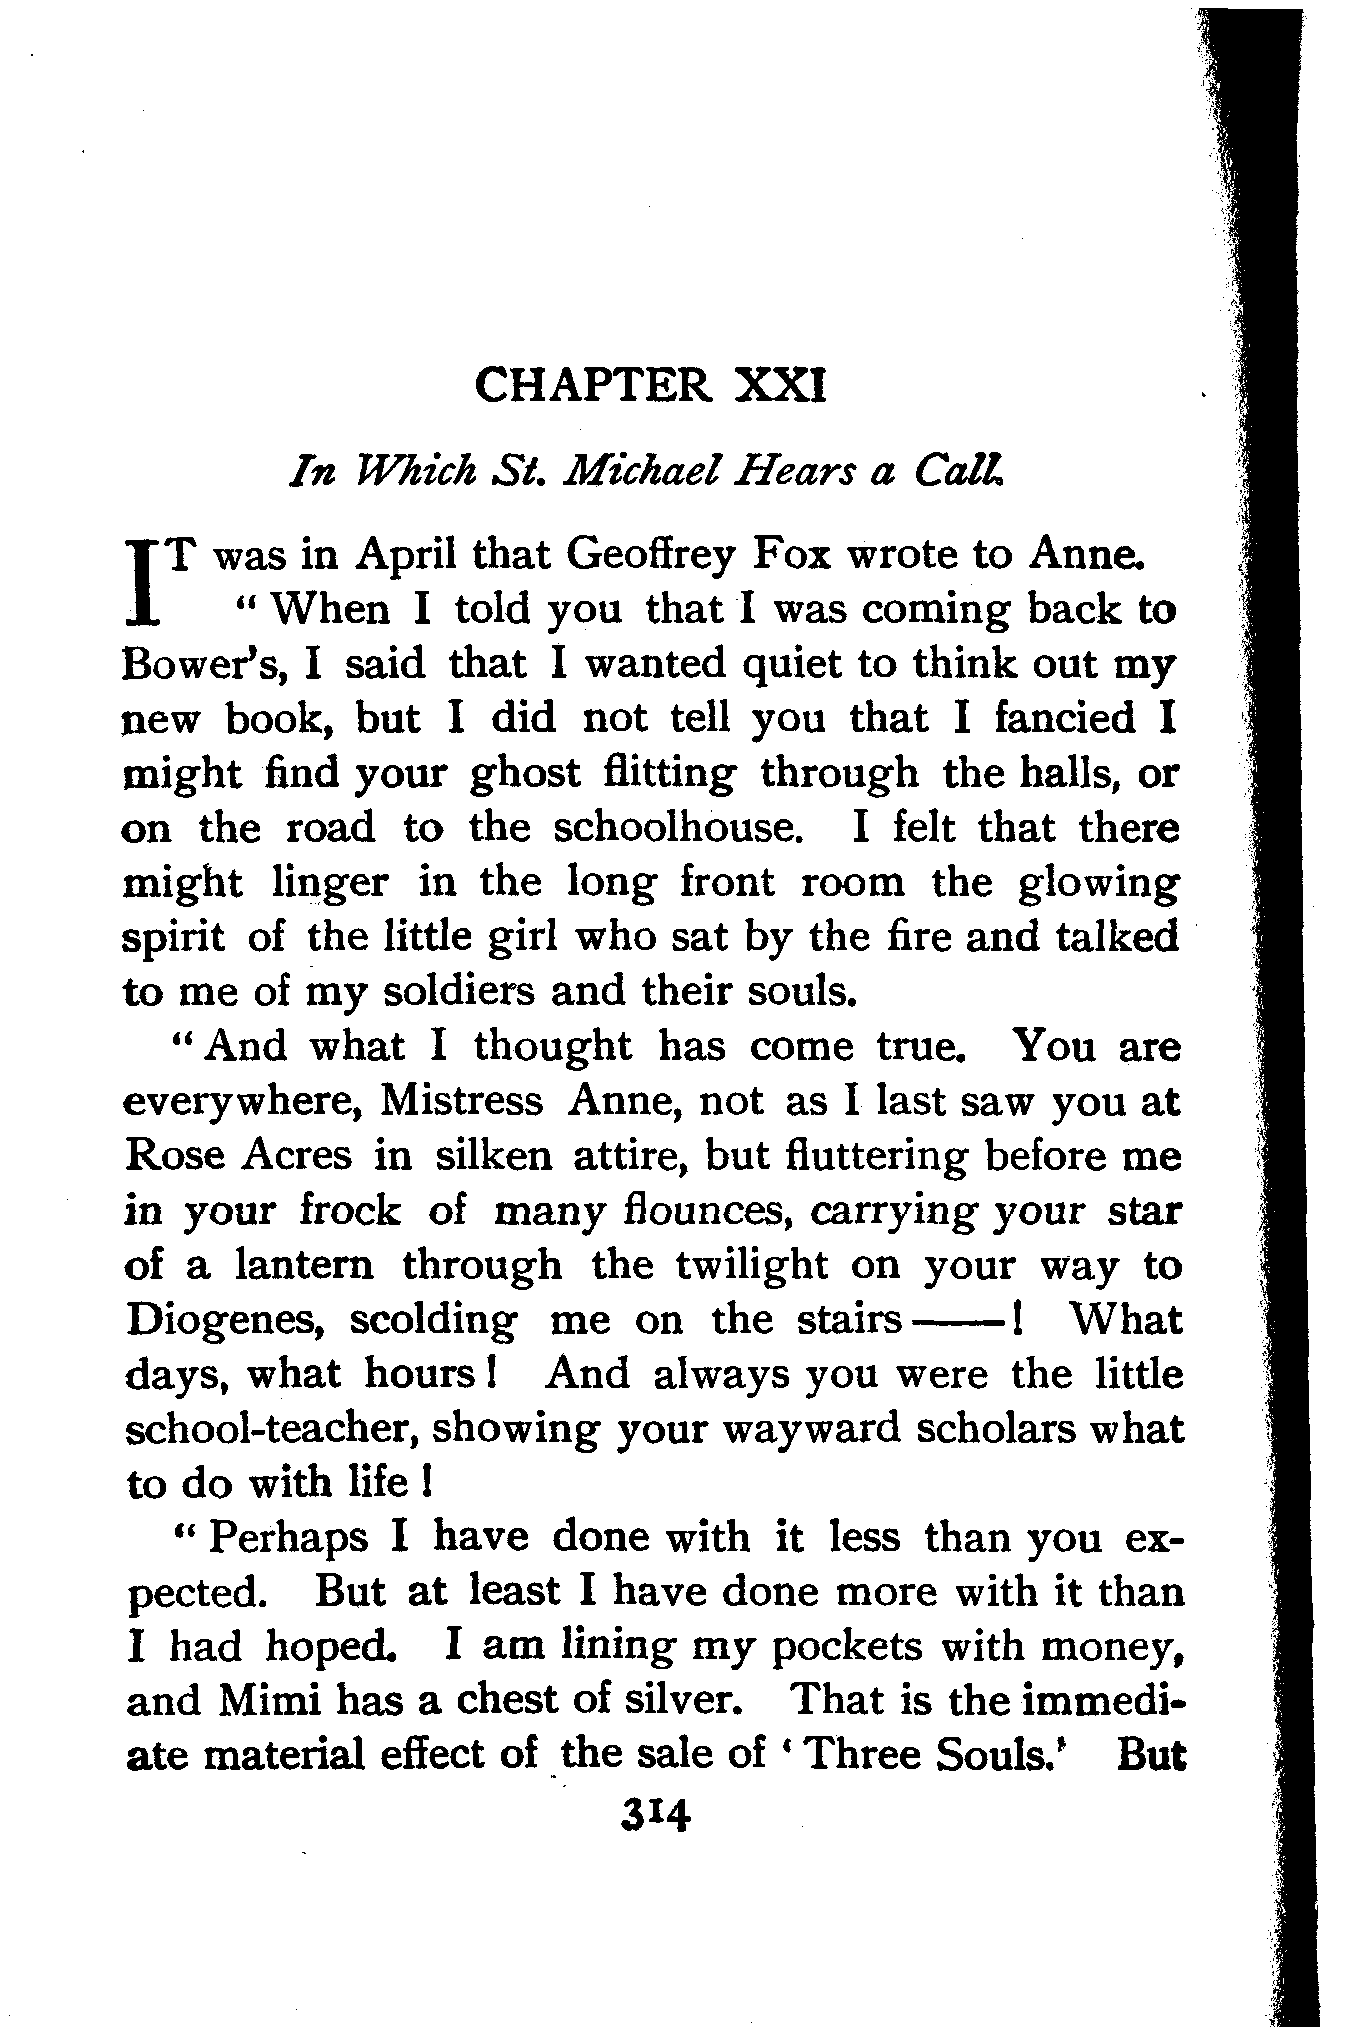 CHAPTER XXI
In Which St. Michael Hears a Call.
IT was in April that Geoffrey Fox wrote to Anne.
“When I told you that I was coming back to
Bower’s, I said that I wanted quiet to think out my
new book, but I did not tell you that I fancied I
might find your ghost flitting through the halls, or
on the road to the schoolhouse. I felt that there
might linger in the long front room the glowing
spirit of the little girl who sat by the fire and talked
to me of my soldiers and their souls.
“And what I thought has come true. You are
everywhere, Mistress Anne, not as I last saw you at
Rose Acres in silken attire, but fluttering before me
in your frock of many flounces, carrying your star
of a lantern through the twilight on your way to
Diogenes, scolding me on the stairs——! What
days, what hours! And always you were the little
school-teacher, showing your wayward scholars what
to do with life!
“Perhaps I have done with it less than you ex-
pected. But at least I have done more with it than
I had hoped. I am lining my pockets with money,
and Mimi has a chest of silver. That is the immedi-
ate material effect of the sale of ‘Three Souls.’ But
314